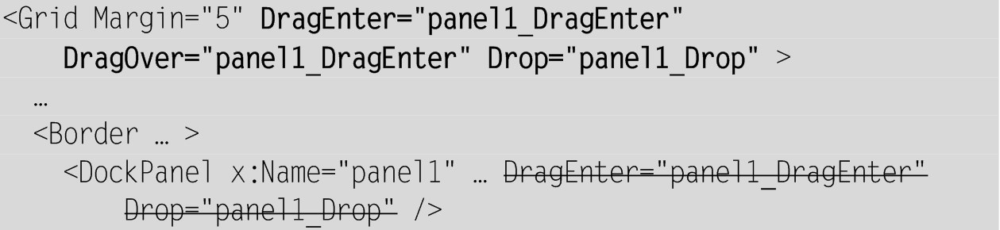 <Grid Margin="5" DragEnter="panel1_DragEnter"
DragOver="panel1_DragEnter" Drop="panel1_Drop" >
…
<Border … >
<DockPanel x:Name="panel1" … DragEnter="panel1_DragEnter"
Drop="panel1_Drop" />